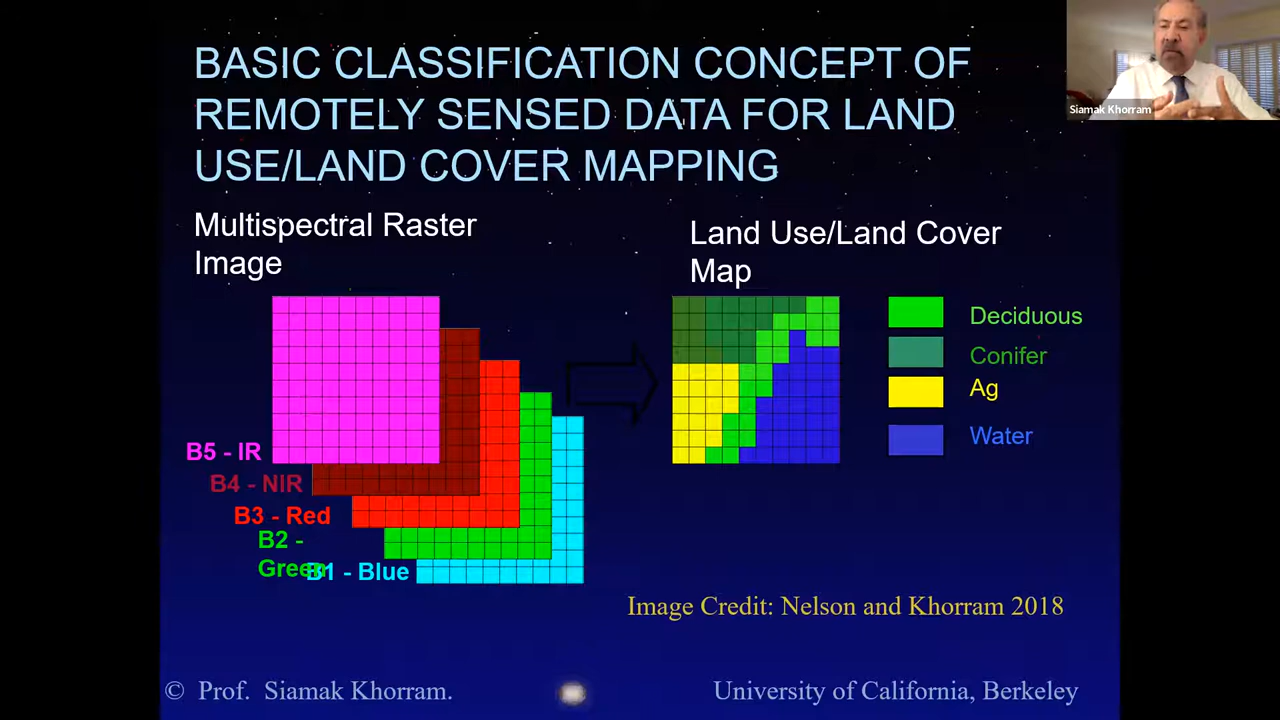 BASIC CLASSIFICATION CONCEPT OF
REMOTELY SENSED DATA FOR LAND
USE/LAND COVER MAPPING
Siamak Khorram
Multispectral Raster
Image
Land Use/Land Cover
Map
Deciduous
Conifer
Ag
Water
B5 - IR
B4 - NIR
B3 - Red
B2 -
Green
B1 - Blue
Image Credit: Nelson and Khorram 2018
© Prof. Siamak Khorram.
University of California, Berkeley